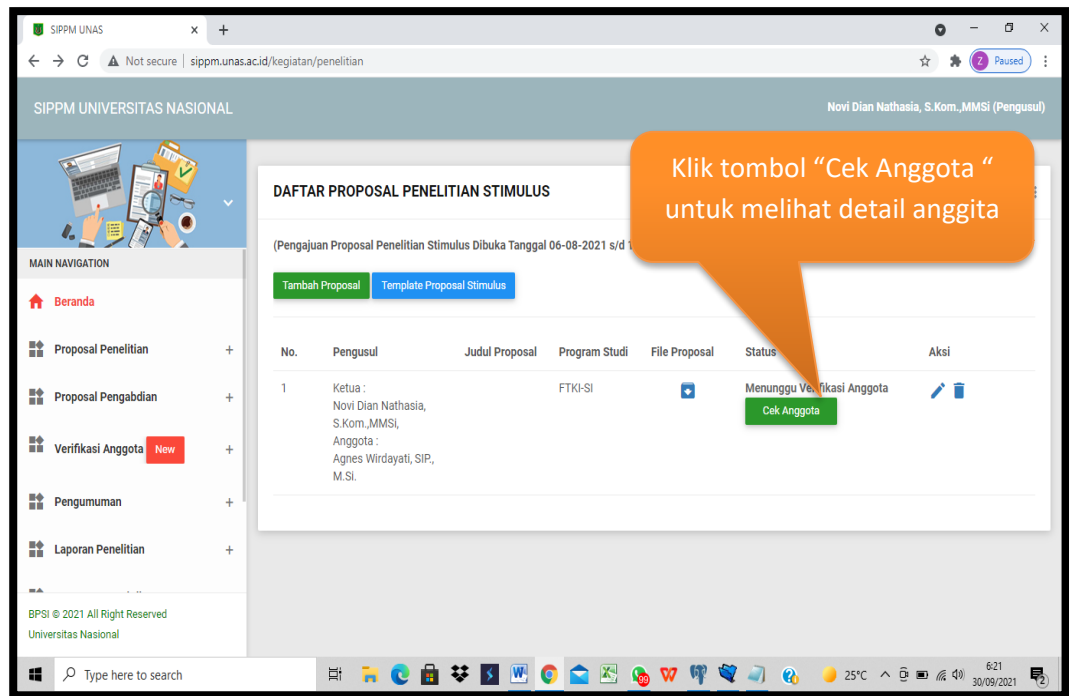 SIPPM UNAS
Not secure | sippm.unas.ac.id/kegiatan/penelitian
Z Paused
SIPPM UNIVERSITAS NASIONAL
Novi Dian Nathasia, S.Kom.,MMSi (Pengusul)
Klik tombol “Cek Anggota “
untuk melihat detail anggita
DAFTAR PROPOSAL PENELITIAN STIMULUS
(Pengajuan Proposal Penelitian Stimulus Dibuka Tanggal 06-08-2021 s/d
Tambah Proposal
Template Proposal Stimulus
MAIN NAVIGATION
Beranda
Proposal Penelitian +
Proposal Pengabdian +
Verifikasi Anggota New +
Pengumuman +
Laporan Penelitian +
No. Pengusul Judul Proposal Program Studi File Proposal Status Aksi
1 Ketua : FTKI-SI Menunggu Verifikasi Anggota
Novi Dian Nathasia,
S.Kom.,MMSi,
Anggota :
Agnes Wirdayati, SIP.,
M.Si.
Cek Anggota
BPSI © 2021 All Right Reserved
Universitas Nasional
Type here to search
99
25°C
6:21
30/09/2021
2